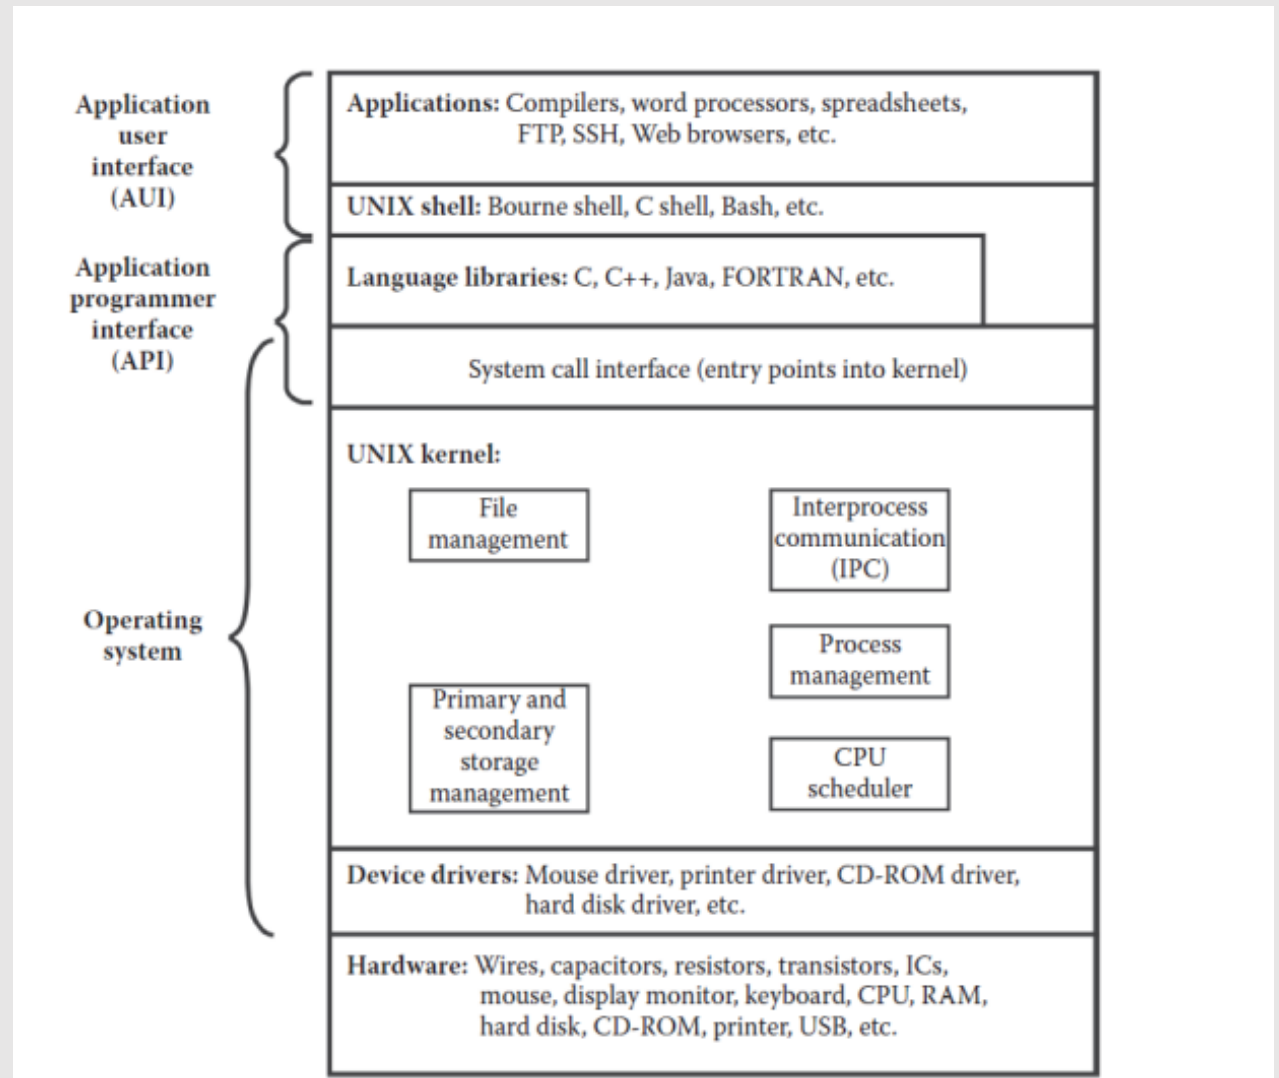 Application
user
interface
(AUI)
Applications: Compilers, word processors, spreadsheets,
FTP, SSH, Web browsers, etc.
UNIX shell: Bourne shell, C shell, Bash, etc.
Application
programmer
interface
(API)
Language libraries: C, C++, Java, FORTRAN, etc.
System call interface (entry points into kernel)
Operating
system
UNIX kernel:
File
management
Interprocess
communication
(IPC)
Process
management
Primary and
secondary
storage
management
CPU
scheduler
Device drivers: Mouse driver, printer driver, CD-ROM driver,
hard disk driver, etc.
Hardware: Wires, capacitors, resistors, transistors, ICs,
mouse, display monitor, keyboard, CPU, RAM,
hard disk, CD-ROM, printer, USB, etc.